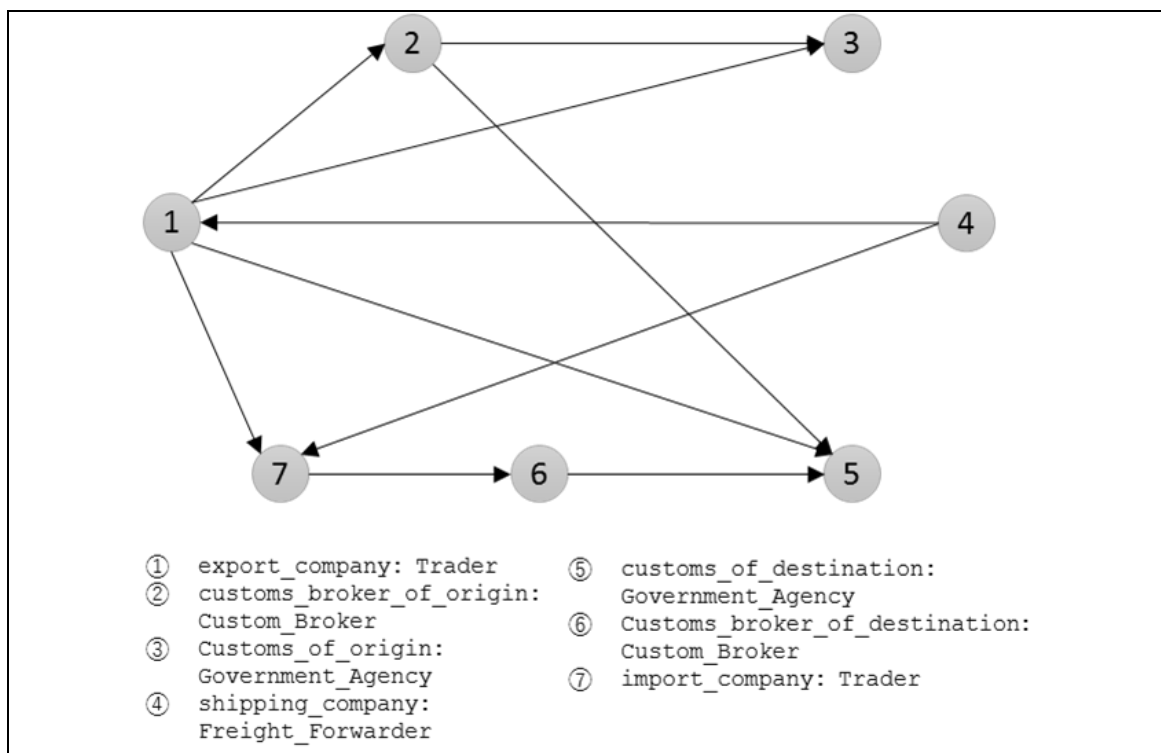 2
3
1
4
7
6
5
① export_company: Trader
② customs_broker_of_origin:
Custom_Broker
③ Customs_of_origin:
Government_Agency
④ shipping_company:
Freight_Forwarder
⑤ customs_of_destination:
Government_Agency
⑥ Customs_broker_of_destination:
Custom_Broker
⑦ import_company: Trader